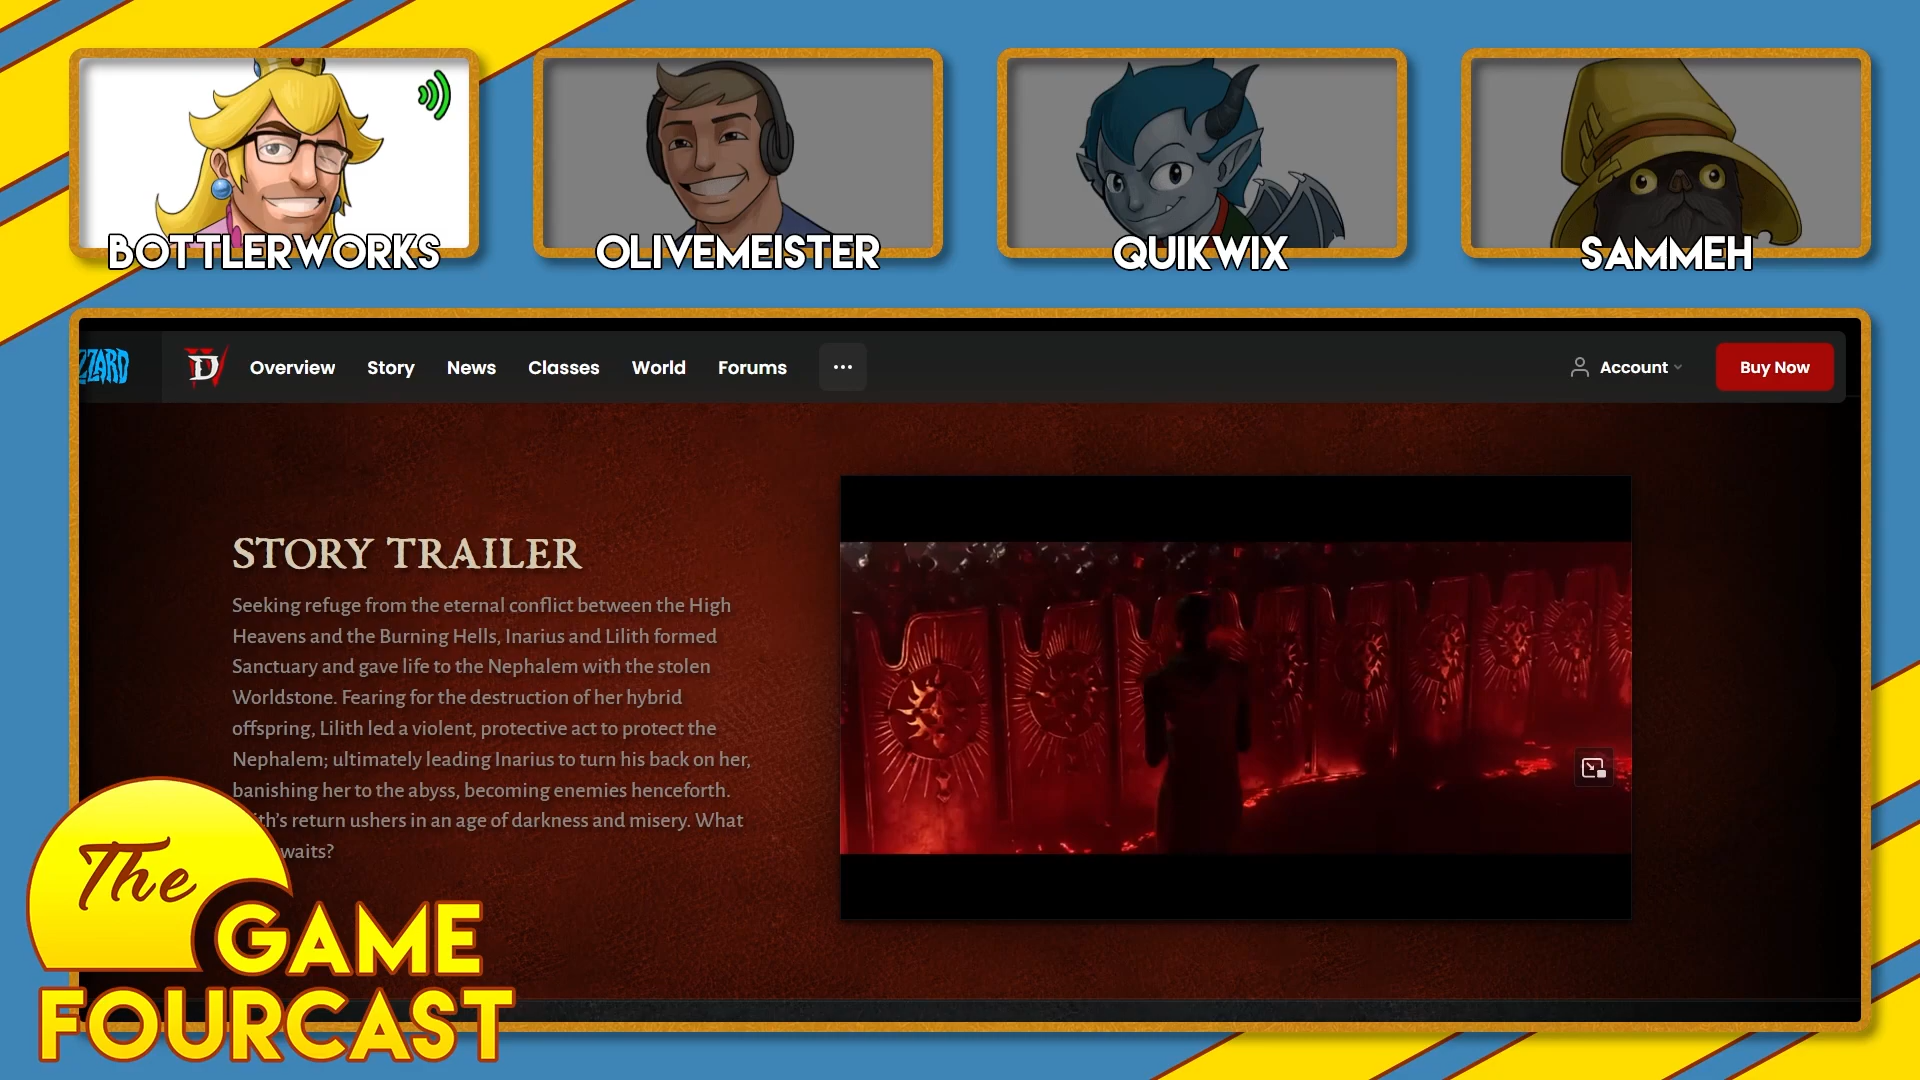 BOTTLERWORKS
OLIVEMEISTER
QUIKWIX
SAMMEH
ZZARD
D
Overview
Story
News
Classes
World
Forums
...
Account
Buy Now
STORY TRAILER
Seeking refuge from the eternal conflict between the High
Heavens and the Burning Hells, Inarius and Lilith formed
Sanctuary and gave life to the Nephalem with the stolen
Worldstone. Fearing for the destruction of her hybrid
offspring, Lilith led a violent, protective act to protect the
Nephalem; ultimately leading Inarius to turn his back on her,
banishing her to the abyss, becoming enemies henceforth.
ith's return ushers in an age of darkness and misery. What
waits?
The
GAME
FOURCAST